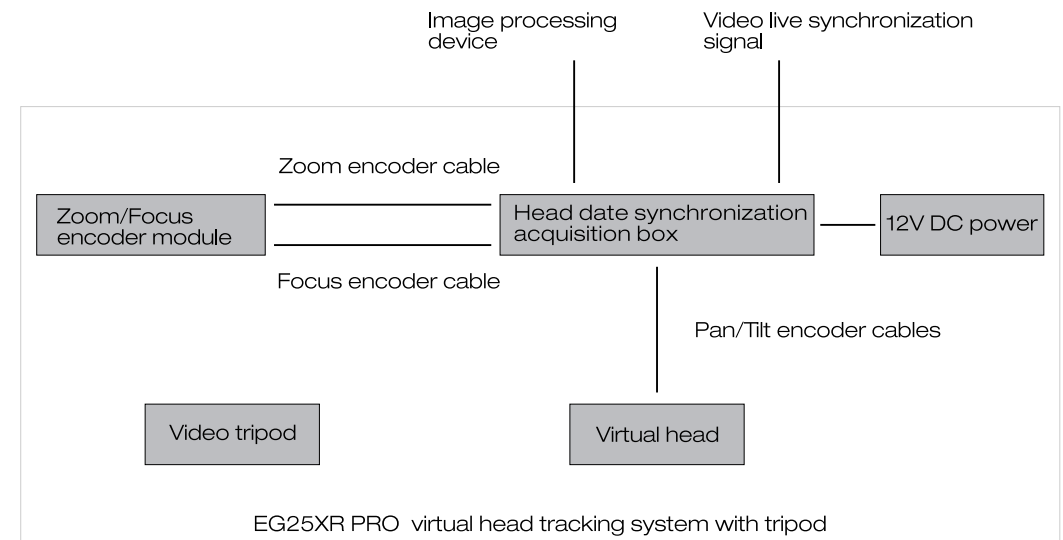 Image processing
device
Video live synchronization
signal
Zoom encoder cable
Zoom/Focus
encoder module
Head date synchronization
acquisition box
12V DC power
Focus encoder cable
Pan/Tilt encoder cables
Video tripod
Virtual head
EG25XR PRO virtual head tracking system with tripod